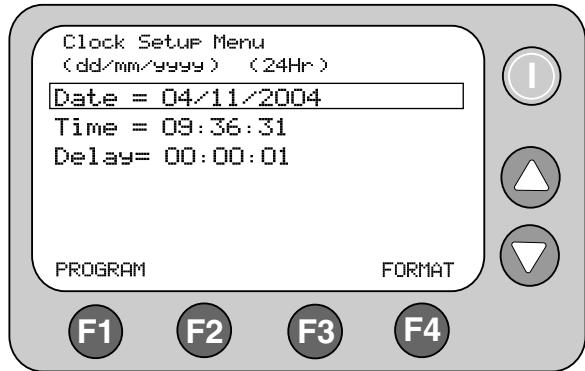 Clock Setup Menu
(dd/mm/yyyy) (24Hr)
Date = 04/11/2004
Time = 09:36:31
Delay= 00:00:01
PROGRAM FORMAT
F1 F2 F3 F4
I